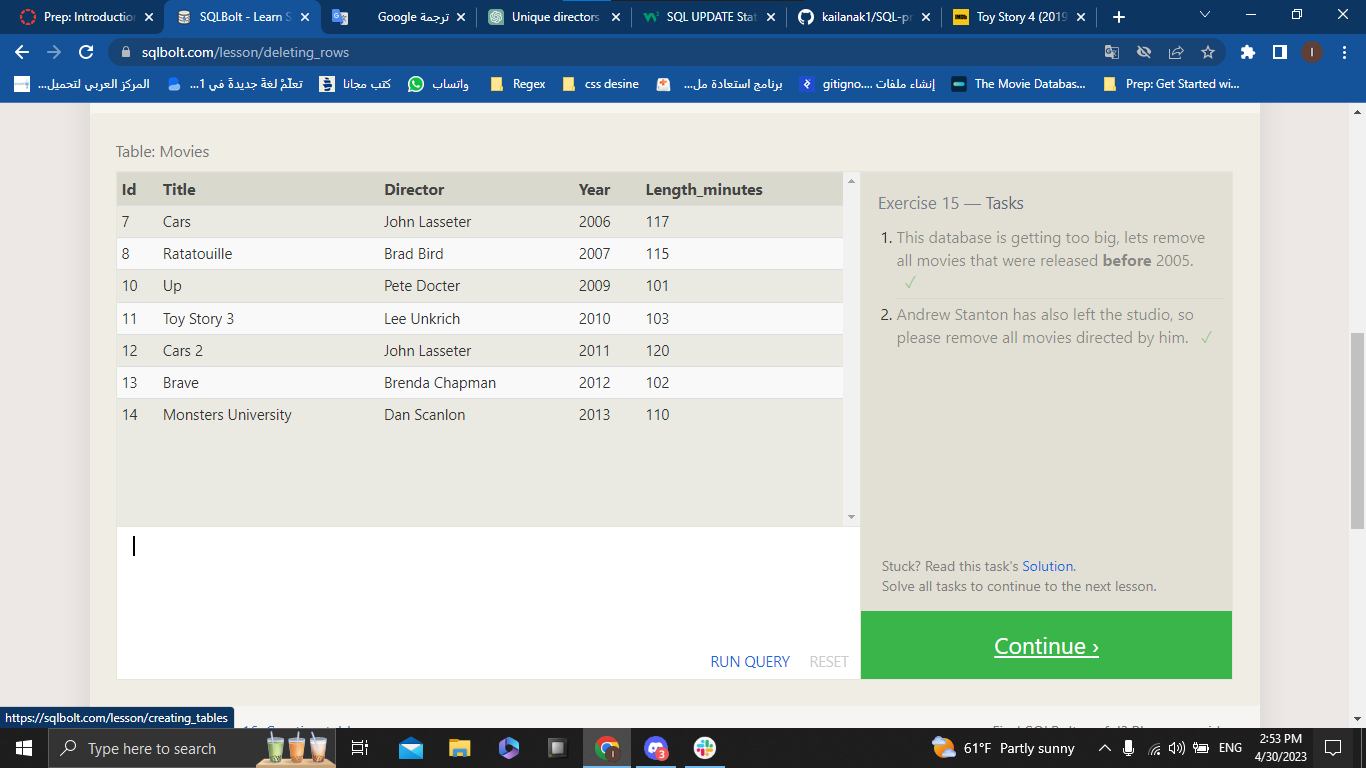 Prep: Introduction
SQLBolt - Learn S
ترجمة Google
Unique directors
SQL UPDATE Stat
kailanak1/SQL-pr
Toy Story 4 (2019
sqlbolt.com/lesson/deleting_rows
I
المركز العربي لتحميل...
تعلّمْ لغةً جديدةً في 1...
كتب مجانا
واتساب
Regex
css desine
برنامج استعادة مل...
إنشاء ملفات gitigno....
The Movie Databas...
Prep: Get Started wi...
Table: Movies
Id Title Director Year Length_minutes
7 Cars John Lasseter 2006 117
8 Ratatouille Brad Bird 2007 115
10 Up Pete Docter 2009 101
11 Toy Story 3 Lee Unkrich 2010 103
12 Cars 2 John Lasseter 2011 120
13 Brave Brenda Chapman 2012 102
14 Monsters University Dan Scanlon 2013 110
RUN QUERY RESET
Exercise 15 — Tasks
1. This database is getting too big, lets remove
all movies that were released before 2005.
✓
2. Andrew Stanton has also left the studio, so
please remove all movies directed by him. ✓
Stuck? Read this task's Solution.
Solve all tasks to continue to the next lesson.
Continue ›
https://sqlbolt.com/lesson/creating_tables
Type here to search
3
61°F Partly sunny
ENG
2:53 PM
4/30/2023